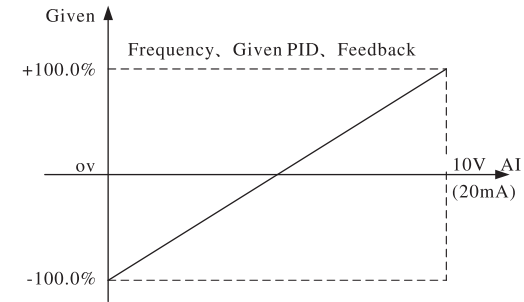 Given
Frequency、Given PID、Feedback
+100.0%
ov
10V AI
(20mA)
-100.0%